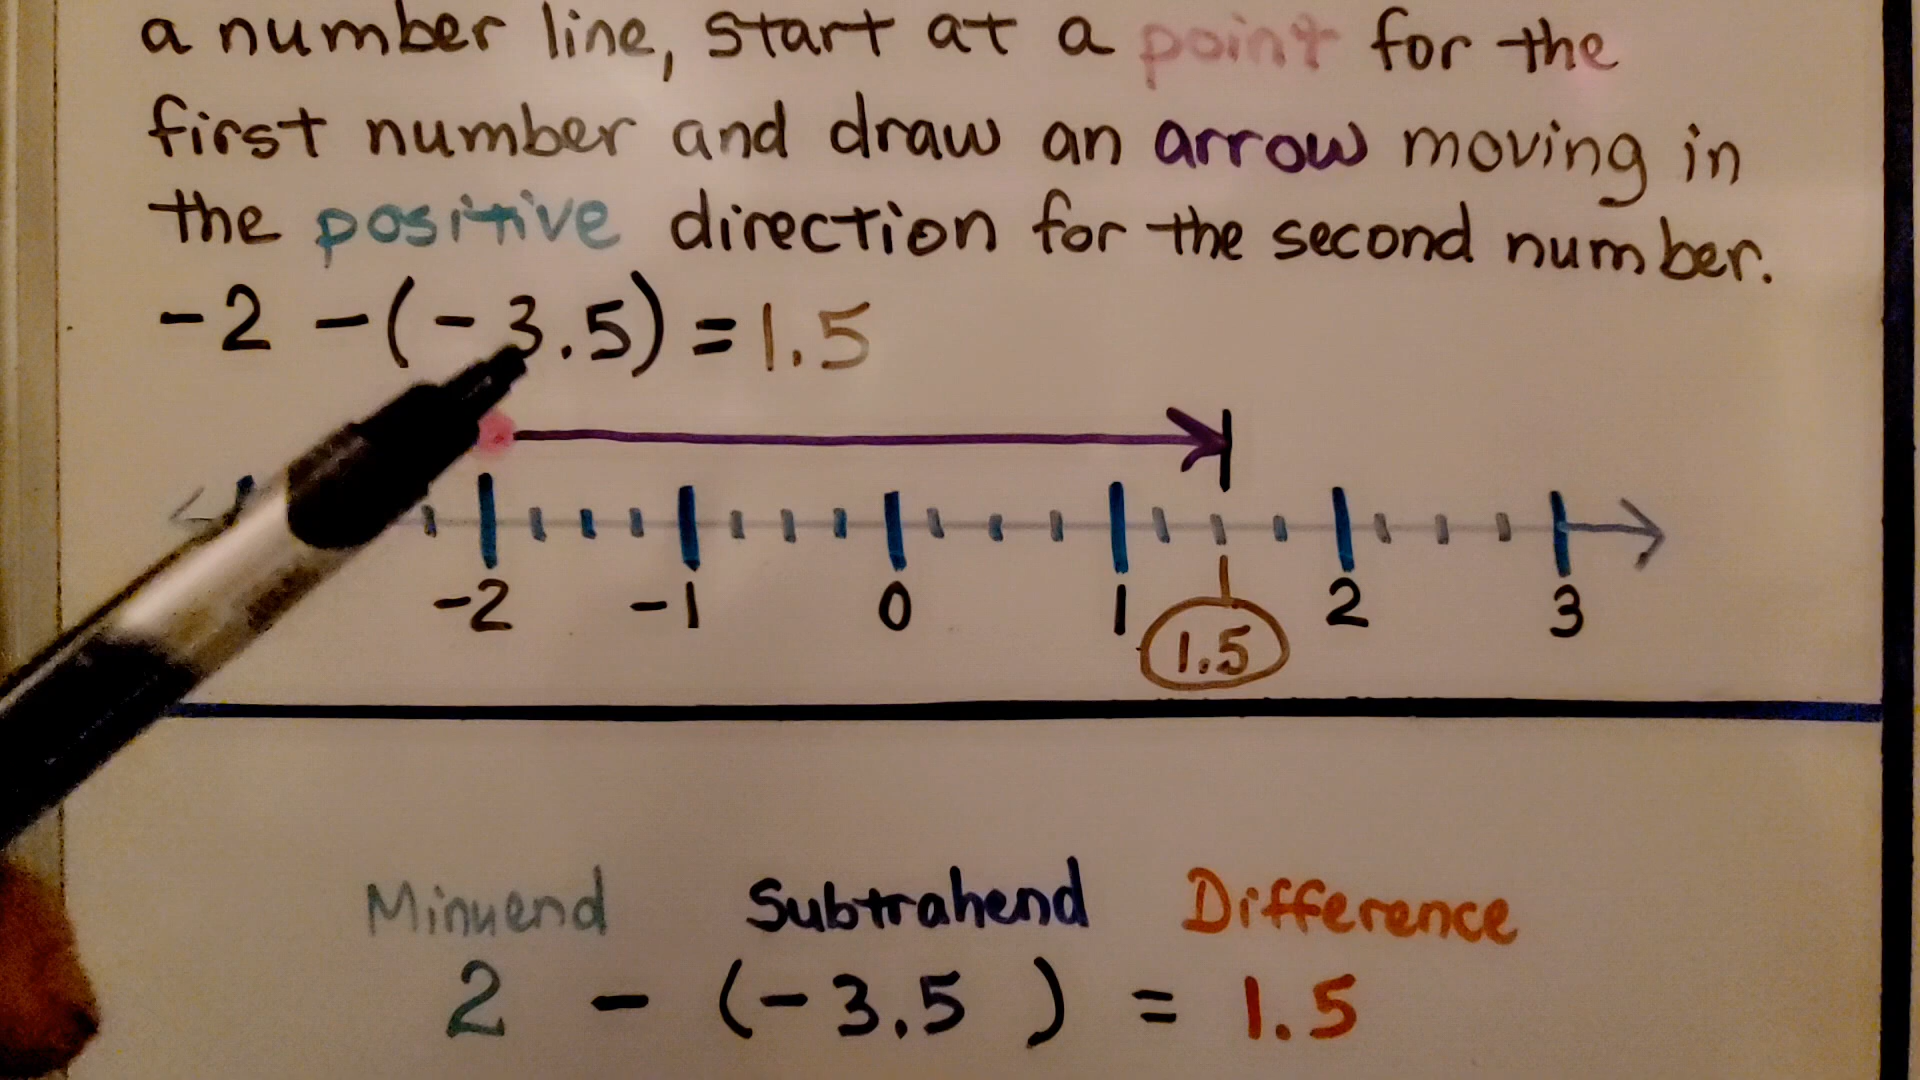 a number line, start at a point for the
first number and draw an arrow moving in
the positive direction for the second number.
-2 -(-3.5) = 1.5
-2 -1 0 1 2 3
1.5
Minuend Subtrahend Difference
2 - (-3.5 ) = 1.5